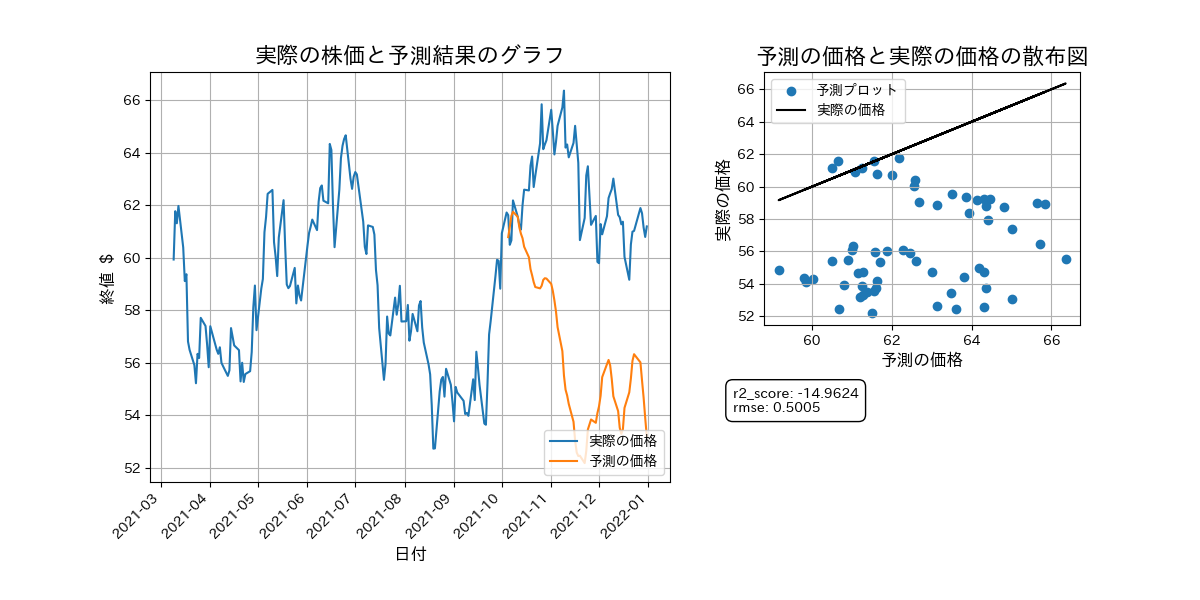 実際の株価と予測結果のグラフ
終値 $
66
64
62
60
58
56
54
52
2021-03
2021-04
2021-05
2021-06
2021-07
2021-08
2021-09
2021-10
2021-11
2021-12
2022-01
日付
実際の価格
予測の価格
予測の価格と実際の価格の散布図
予測プロット
実際の価格
実際の価格
66
64
62
60
58
56
54
52
60
62
64
66
予測の価格
r2_score: -14.9624
rmse: 0.5005